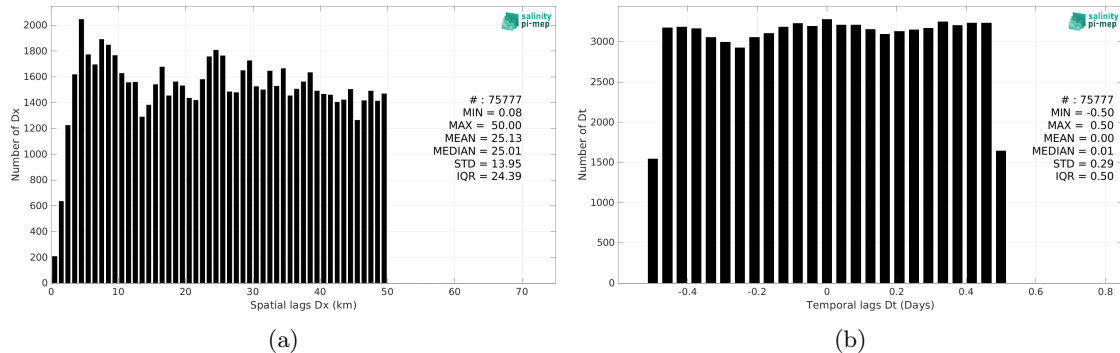 salinity
pi-mep
2000
1800
1600
1400
1200
1000
800
600
400
200
0
Number of Dx
# : 75777
MIN = 0.08
MAX = 50.00
MEAN = 25.13
MEDIAN = 25.01
STD = 13.95
IQR = 24.39
0 10 20 30 40 50 60 70
Spatial lags Dx (km)
(a)
salinity
pi-mep
3000
2500
2000
1500
1000
500
0
Number of Dt
# : 75777
MIN = -0.50
MAX = 0.50
MEAN = 0.00
MEDIAN = 0.01
STD = 0.29
IQR = 0.50
-0.4 -0.2 0 0.2 0.4 0.6 0.8
Temporal lags Dt (Days)
(b)